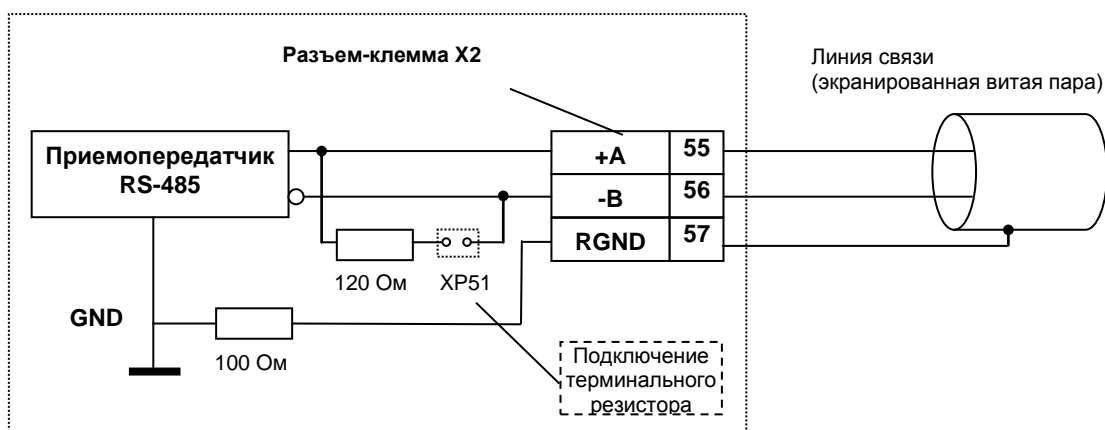 Разъем-клемма X2
Линия связи
(экранированная витая пара)
Приемопередатчик
RS-485
+A 55
-B 56
RGND 57
120 Ом XP51
GND
100 Ом
Подключение
терминального
резистора